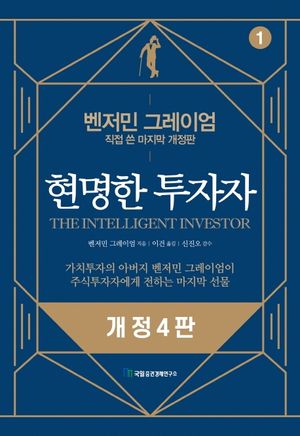 1
벤저민 그레이엄
직접 쓴 마지막 개정판
현명한 투자자
THE INTELLIGENT INVESTOR
벤저민 그레이엄 지음 | 이건 옮김 | 신진오 감수
가치투자의 아버지 벤저민 그레이엄이
주식투자자에게 전하는 마지막 선물
개정4판
국일증권경제연구소